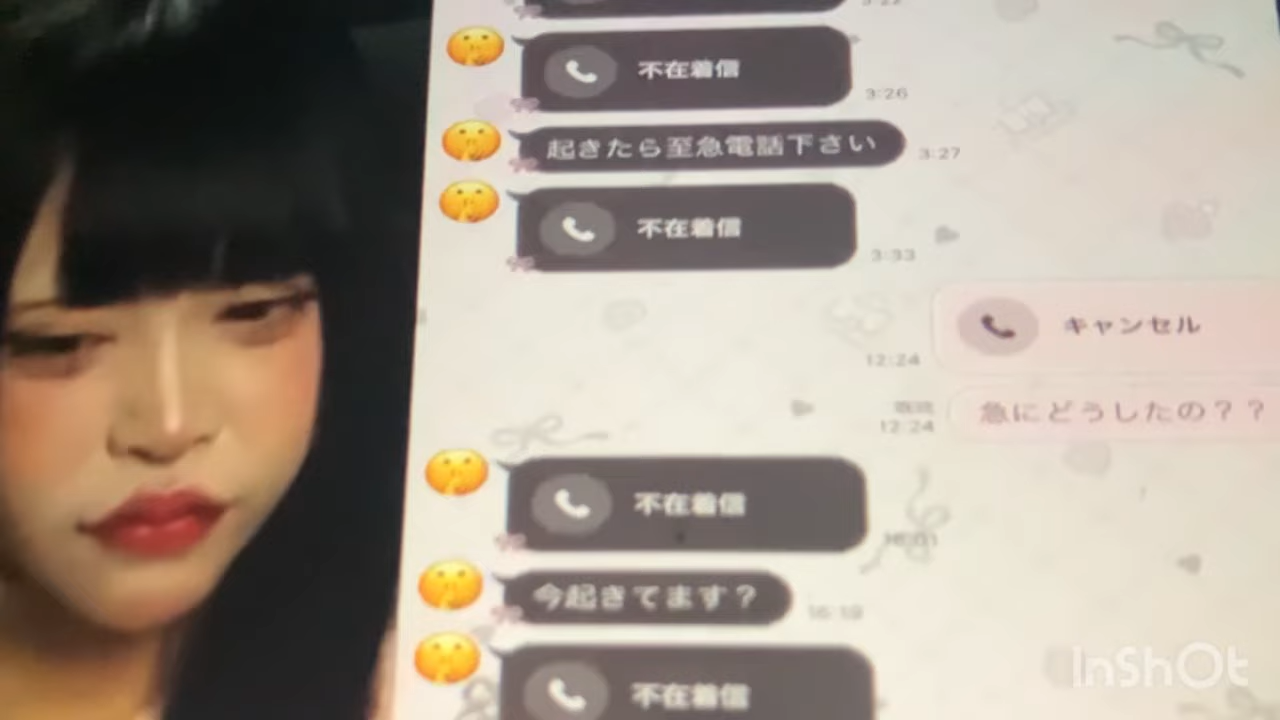 不在着信
3:26
起きたら至急電話下さい
3:27
不在着信
3:33
キャンセル
12:24
急にどうしたの？？
12:24
不在着信
今起きてます？
16:19
不在着信
InShOt